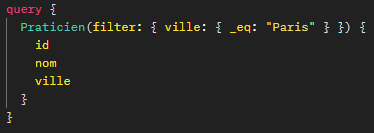 query {
  Praticien(filter: { ville: { _eq: "Paris" } }) {
    id
    nom
    ville
  }
}